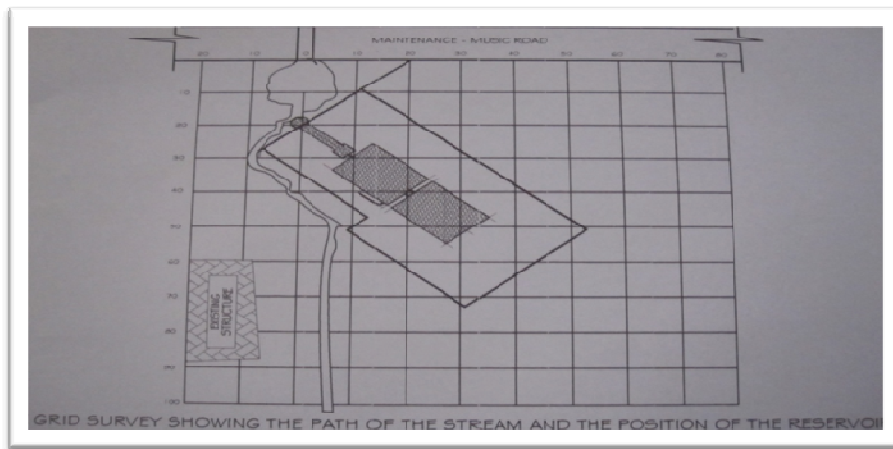 MAINTENANCE - MUSIC ROAD
20 10 10 20 30 40 50 60 70 80
10
20
30
40
50
60
70
80
90
100
EXISTING
STRUCTURE
GRID SURVEY SHOWING THE PATH OF THE STREAM AND THE POSITION OF THE RESERVOI